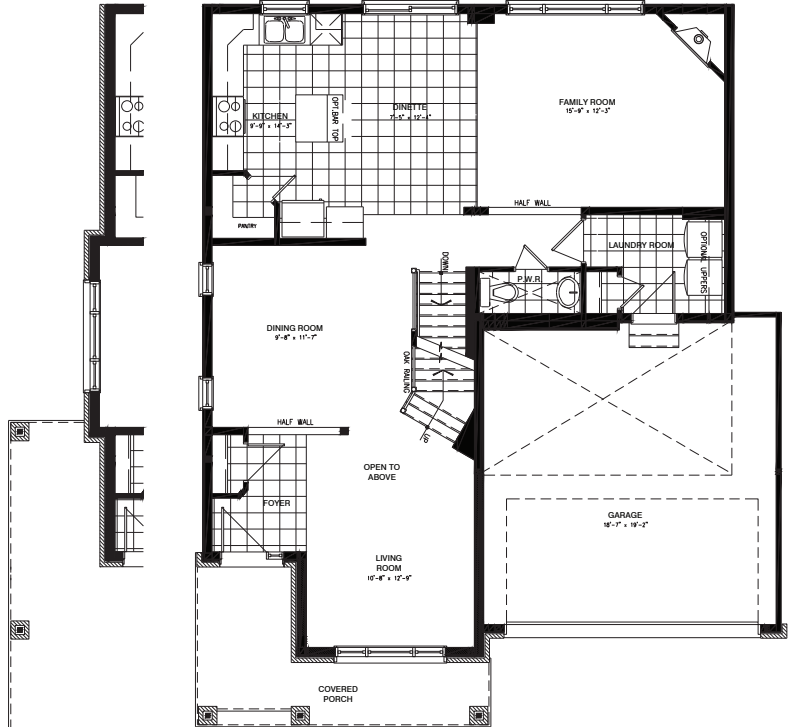 KITCHEN
9'-9" x 14'-3"
OPT.BAR TOP
DINETTE
7'-5" x 12'-4"
FAMILY ROOM
15'-9" x 12'-3"
PANTRY
HALF WALL
LAUNDRY ROOM
OPTIONAL UPPERS
P.W.R.
DOWN
DINING ROOM
9'-8" x 11'-7"
OAK RAILING
UP
HALF WALL
OPEN TO
ABOVE
FOYER
GARAGE
18'-7" x 19'-2"
LIVING
ROOM
10'-8" x 12'-9"
COVERED
PORCH